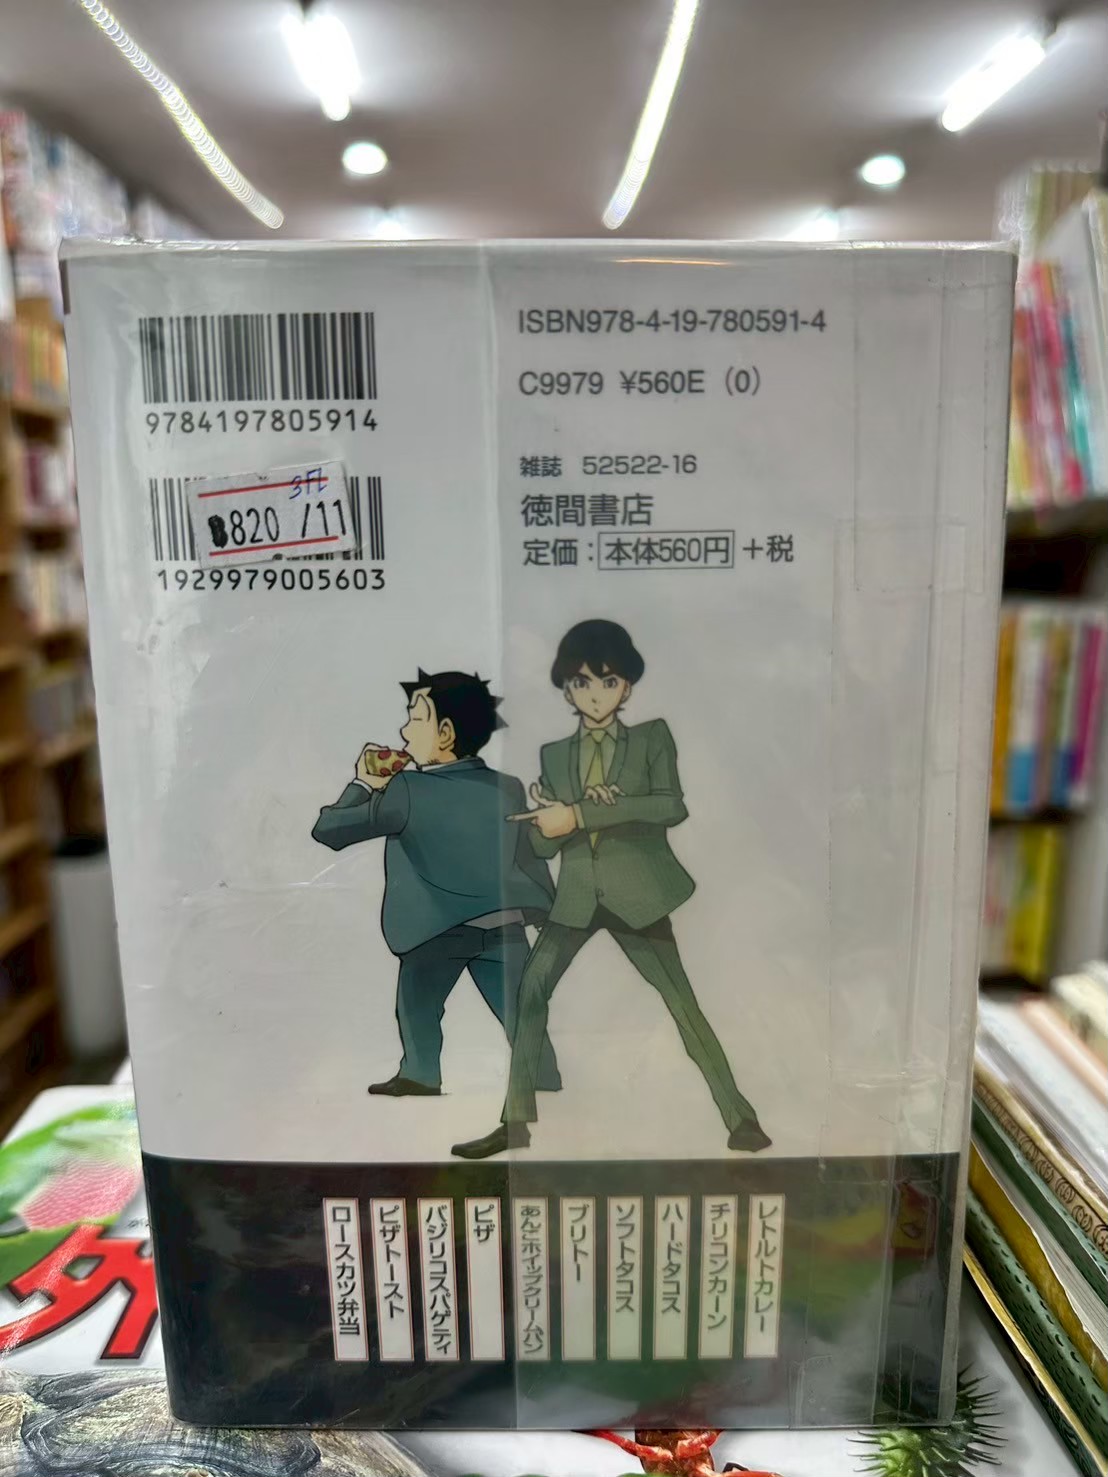 ISBN978-4-19-780591-4
C9979 ¥560E (0)
9784197805914
雑誌 52522-16
徳間書店
定価:本体560円+税
3FL
฿820 /11
1929979005603
レトルトカレー
チリコンカーン
ハードタコス
ソフトタコス
ブリトー
あんこホイップクリームパン
ピザ
バジリコスパゲティ
ピザトースト
ロースカツ弁当